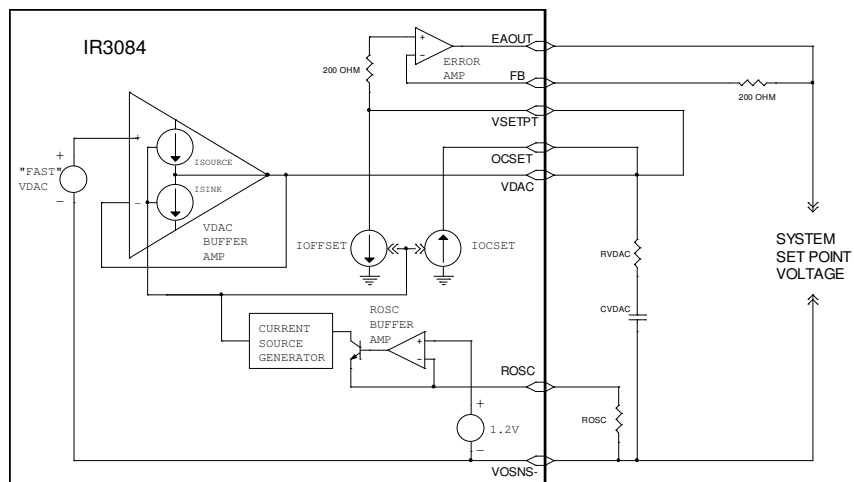 IR3084
EAOUT
+
-
ERROR
AMP
200 OHM
FB
200 OHM
VSETPT
OCSET
VDAC
+
-
ISOURCE
ISINK
VDAC
BUFFER
AMP
+
"FAST"
VDAC
-
IOFFSET
IOCSET
RVDAC
CVDAC
SYSTEM
SET POINT
VOLTAGE
CURRENT
SOURCE
GENERATOR
ROSC
BUFFER
AMP
+
-
ROSC
+
1.2V
-
ROSC
VOSNS-